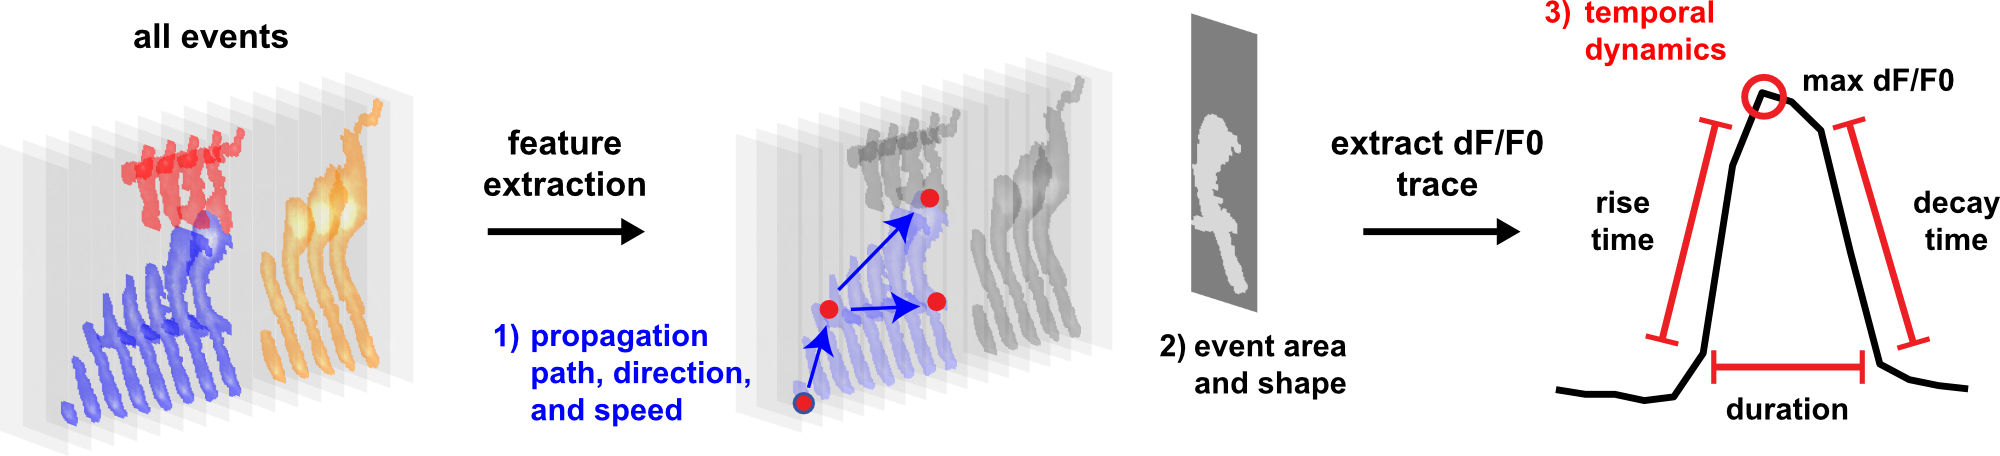 all events
feature
extraction
1) propagation
path, direction,
and speed
2) event area
and shape
extract dF/F0
trace
3) temporal
dynamics
max dF/F0
rise
time
decay
time
duration